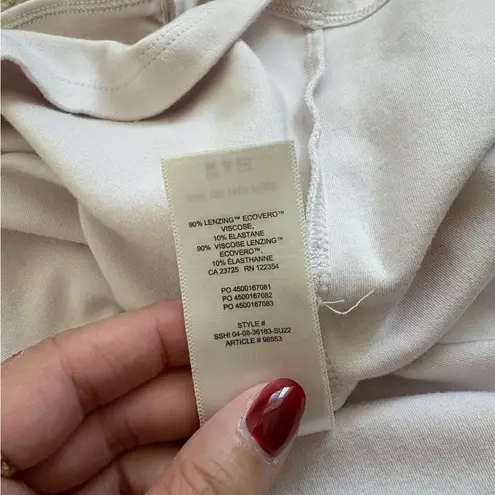 90% LENZING™ ECOVERO™
VISCOSE,
10% ELASTANE
90% VISCOSE LENZING™
ECOVERO™,
10% ÉLASTHANNE
CA 23725 RN 122354
PO 4500167081
PO 4500167082
PO 4500167083
STYLE #
SSHI 04-08-36183-SU22
ARTICLE # 98553